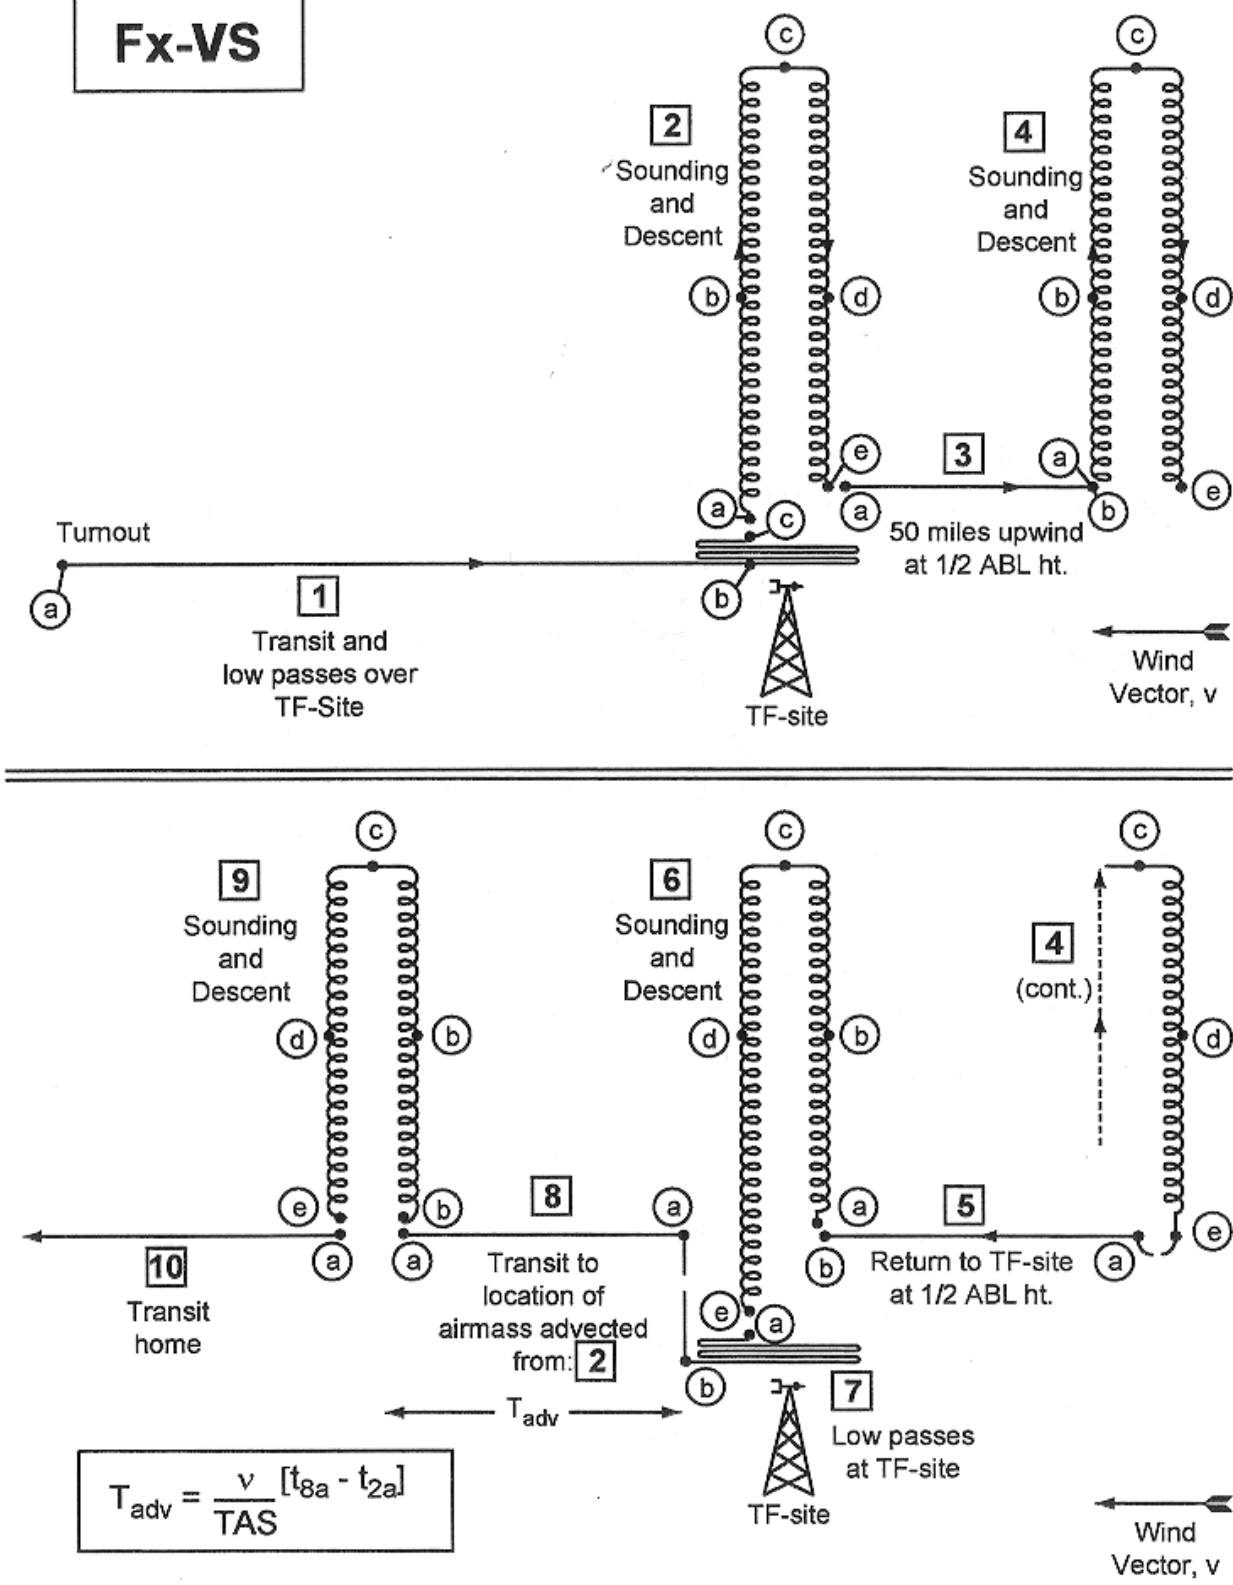 Fx-VS
c
c
2
4
Sounding
and
Descent
Sounding
and
Descent
b
d
b
d
e
3
a
a
c
a
b
e
50 miles upwind
at 1/2 ABL ht.
Turnout
a
1
b
Transit and
low passes over
TF-Site
TF-site
Wind
Vector, v
c
c
c
9
6
4
(cont.)
Sounding
and
Descent
Sounding
and
Descent
d
b
d
b
d
e
b
8
a
a
5
e
a
a
b
a
10
Transit
home
Transit to
location of
airmass advected
from: 2
Return to TF-site
at 1/2 ABL ht.
e
a
b
7
Low passes
at TF-site
TF-site
Tadv
Tadv = v/TAS [t8a - t2a]
Wind
Vector, v